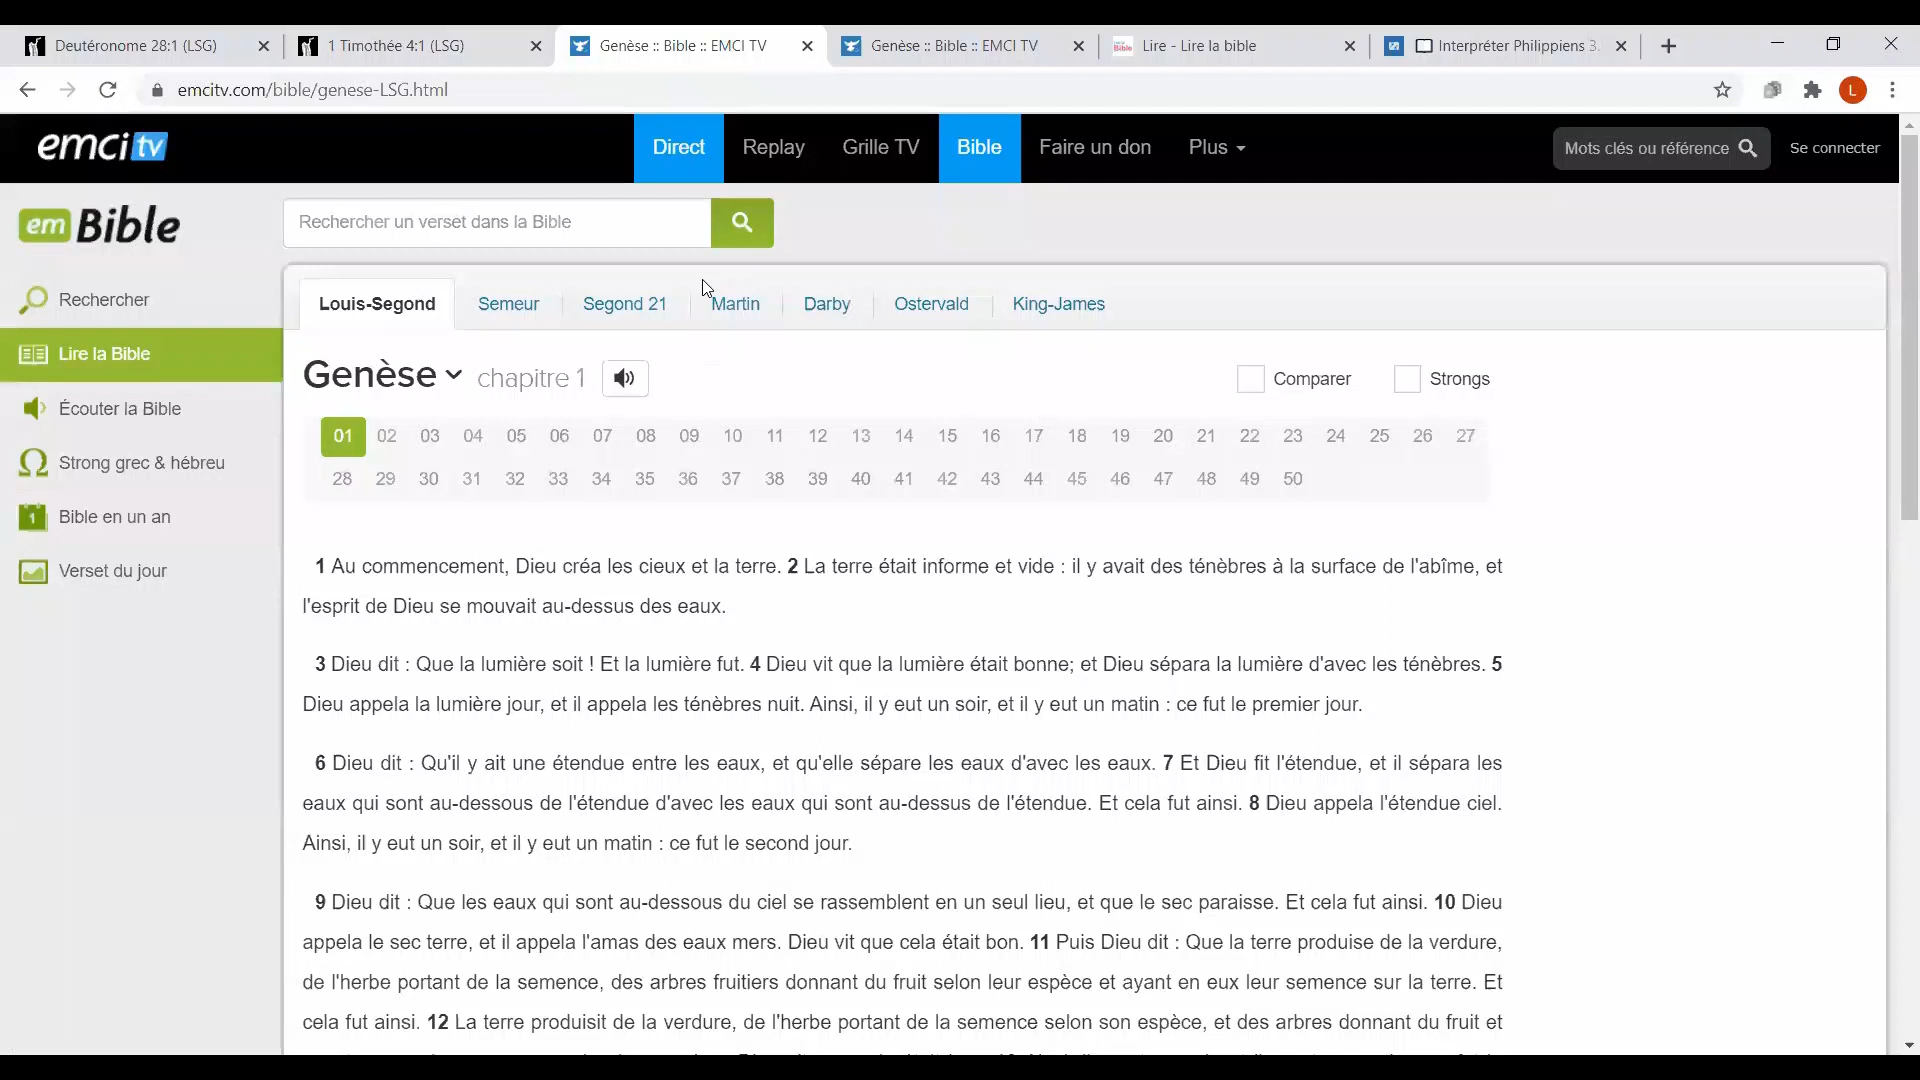 Deutéronome 28:1 (LSG)
1 Timothée 4:1 (LSG)
Genèse :: Bible :: EMCI TV
Genèse :: Bible :: EMCI TV
Lire - Lire la bible
Interpréter Philippiens 3.
emcitv.com/bible/genese-LSG.html
L
emci tv
Direct
Replay
Grille TV
Bible
Faire un don
Plus
Mots clés ou référence
Se connecter
em Bible
Rechercher un verset dans la Bible
Rechercher
Lire la Bible
Écouter la Bible
Strong grec & hébreu
1
Bible en un an
Verset du jour
Louis-Segond
Semeur
Segond 21
Martin
Darby
Ostervald
King-James
Genèse chapitre 1
Comparer
Strongs
01 02 03 04 05 06 07 08 09 10 11 12 13 14 15 16 17 18 19 20 21 22 23 24 25 26 27
28 29 30 31 32 33 34 35 36 37 38 39 40 41 42 43 44 45 46 47 48 49 50
1 Au commencement, Dieu créa les cieux et la terre. 2 La terre était informe et vide : il y avait des ténèbres à la surface de l'abîme, et
l'esprit de Dieu se mouvait au-dessus des eaux.
3 Dieu dit : Que la lumière soit ! Et la lumière fut. 4 Dieu vit que la lumière était bonne; et Dieu sépara la lumière d'avec les ténèbres. 5
Dieu appela la lumière jour, et il appela les ténèbres nuit. Ainsi, il y eut un soir, et il y eut un matin : ce fut le premier jour.
6 Dieu dit : Qu'il y ait une étendue entre les eaux, et qu'elle sépare les eaux d'avec les eaux. 7 Et Dieu fit l'étendue, et il sépara les
eaux qui sont au-dessous de l'étendue d'avec les eaux qui sont au-dessus de l'étendue. Et cela fut ainsi. 8 Dieu appela l'étendue ciel.
Ainsi, il y eut un soir, et il y eut un matin : ce fut le second jour.
9 Dieu dit : Que les eaux qui sont au-dessous du ciel se rassemblent en un seul lieu, et que le sec paraisse. Et cela fut ainsi. 10 Dieu
appela le sec terre, et il appela l'amas des eaux mers. Dieu vit que cela était bon. 11 Puis Dieu dit : Que la terre produise de la verdure,
de l'herbe portant de la semence, des arbres fruitiers donnant du fruit selon leur espèce et ayant en eux leur semence sur la terre. Et
cela fut ainsi. 12 La terre produisit de la verdure, de l'herbe portant de la semence selon son espèce, et des arbres donnant du fruit et